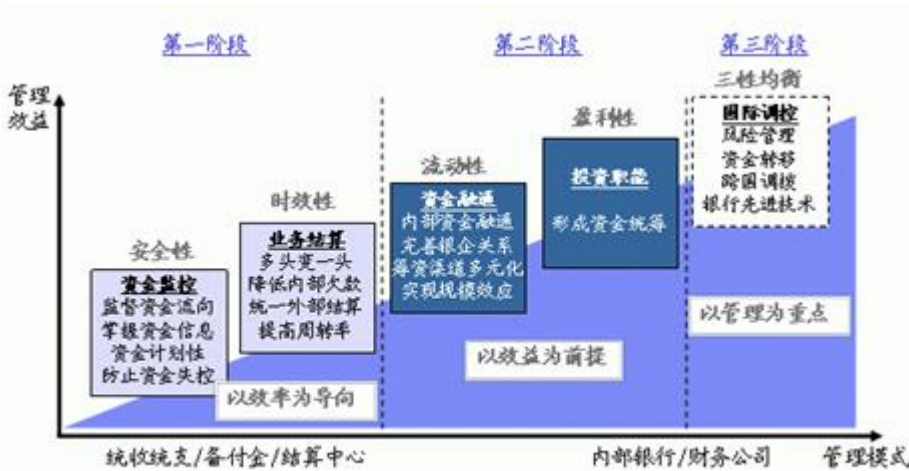 第一阶段
第二阶段
第三阶段
管理
效益
安全性
资金监控
监督资金流向
掌握资金信息
资金计划性
防止资金失控
时效性
业务结算
多头变一头
降低内部欠款
统一外部结算
提高周转率
流动性
资金融通
内部资金融通
完善银企关系
筹资渠道多元化
实现规模效应
盈利性
投资职能
形成资金统筹
三性均衡
国际调控
风险管理
资金转移
跨国调拨
银行先进技术
以效率为导向
以效益为前提
以管理为重点
统收统支/备付金/结算中心
内部银行/财务公司
管理模式